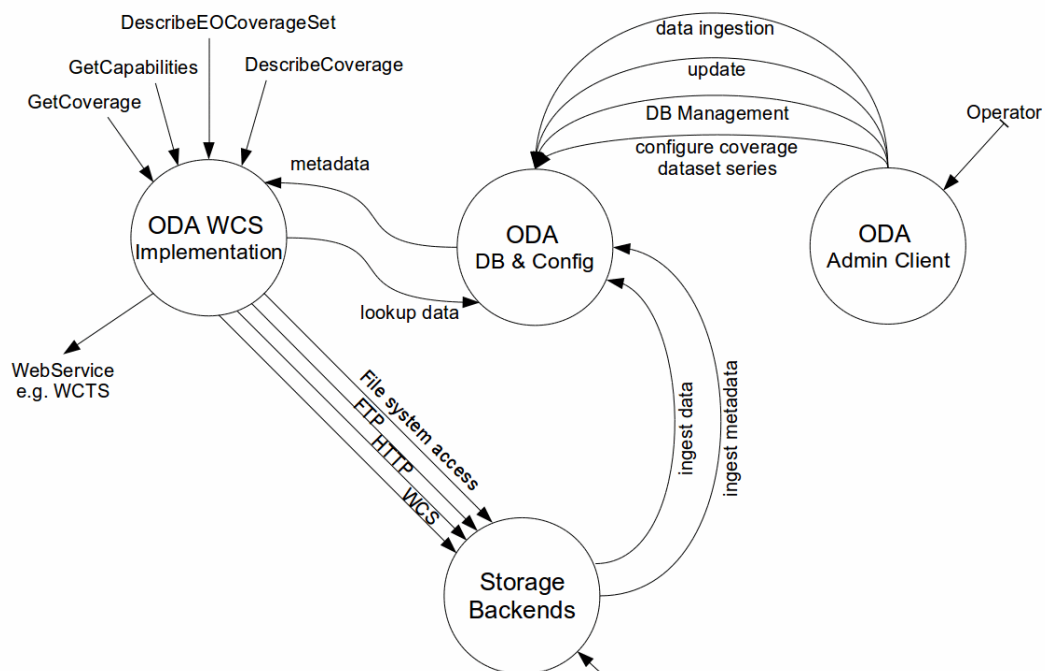 DescribeEOCoverageSet
GetCapabilities
DescribeCoverage
GetCoverage
data ingestion
update
DB Management
configure coverage
dataset series
Operator
metadata
ODA WCS
Implementation
ODA
DB & Config
ODA
Admin Client
lookup data
WebService
e.g. WCTS
File system access
FTP
HTTP
WCS
ingest data
ingest metadata
Storage
Backends